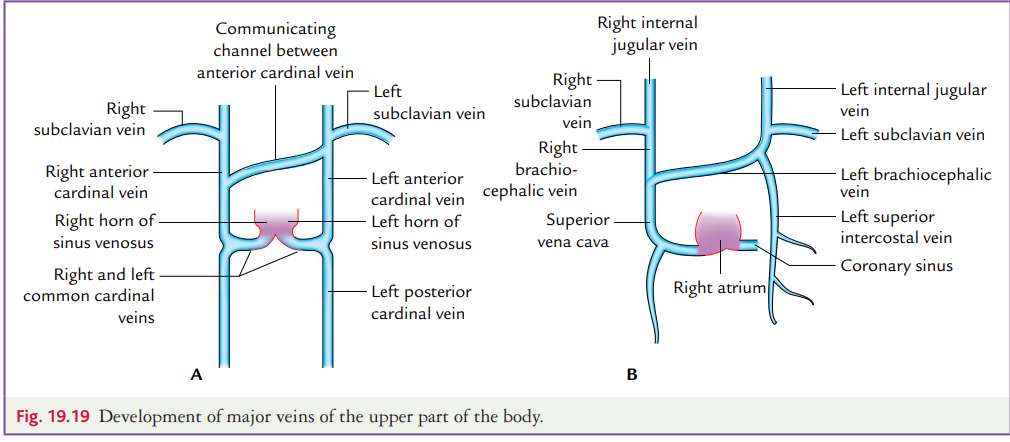 Communicating
channel between
anterior cardinal vein
Left
subclavian vein
Right
subclavian vein
Right anterior
cardinal vein
Left anterior
cardinal vein
Right horn of
sinus venosus
Left horn of
sinus venosus
Right and left
common cardinal
veins
Left posterior
cardinal vein
A
Right internal
jugular vein
Right
subclavian
vein
Left internal jugular
vein
Left subclavian vein
Right
brachio-
cephalic vein
Left brachiocephalic
vein
Superior
vena cava
Left superior
intercostal vein
Coronary sinus
Right atrium
B
Fig. 19.19 Development of major veins of the upper part of the body.